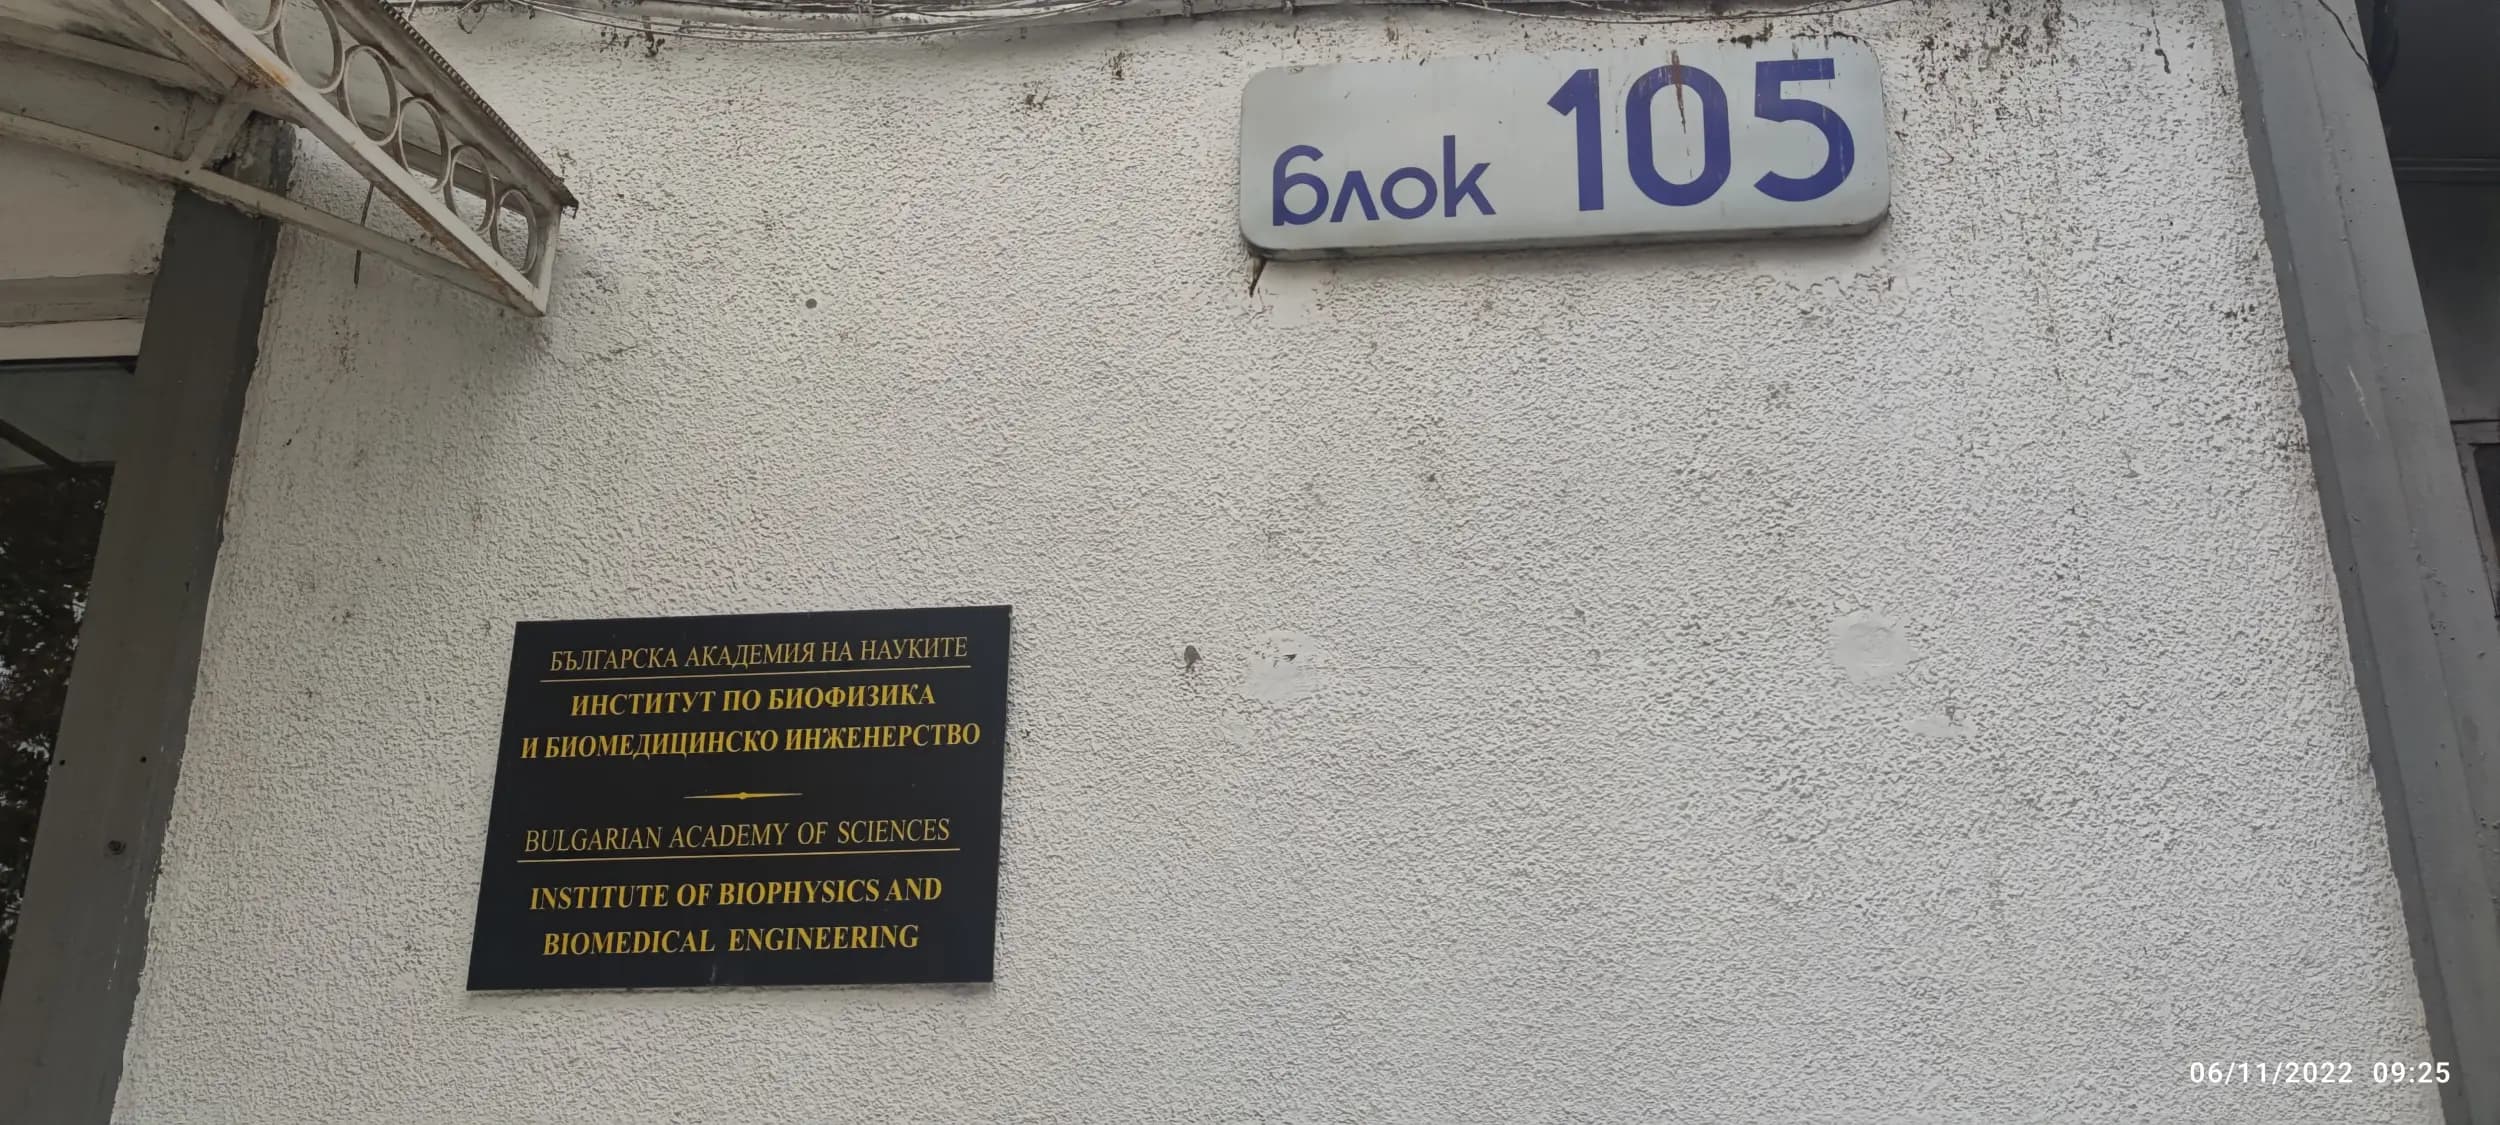 блок 105
БЪЛГАРСКА АКАДЕМИЯ НА НАУКИТЕ
ИНСТИТУТ ПО БИОФИЗИКА
И БИОМЕДИЦИНСКО ИНЖЕНЕРСТВО
BULGARIAN ACADEMY OF SCIENCES
INSTITUTE OF BIOPHYSICS AND
BIOMEDICAL ENGINEERING
06/11/2022 09:25